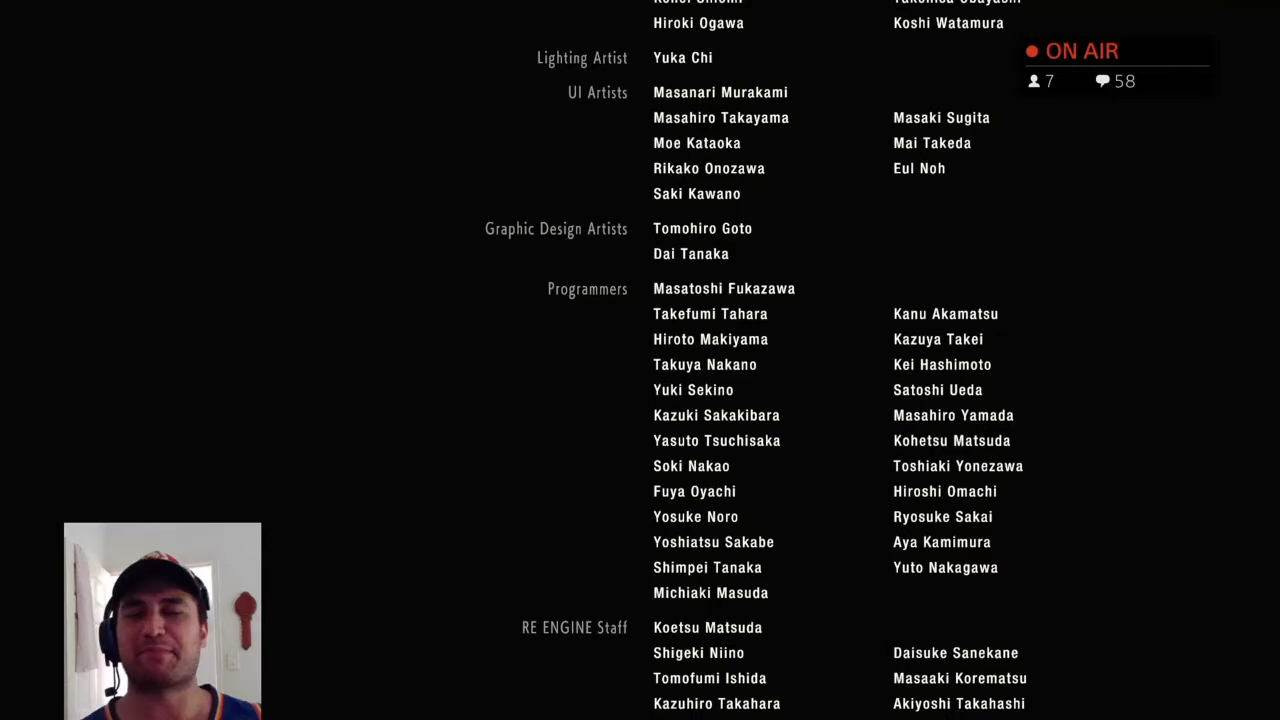 Hiroki Ogawa Koshi Watamura
ON AIR
7 58
Lighting Artist Yuka Chi
UI Artists Masanari Murakami
Masahiro Takayama Masaki Sugita
Moe Kataoka Mai Takeda
Rikako Onozawa Eul Noh
Saki Kawano
Graphic Design Artists Tomohiro Goto
Dai Tanaka
Programmers Masatoshi Fukazawa
Takefumi Tahara Kanu Akamatsu
Hiroto Makiyama Kazuya Takei
Takuya Nakano Kei Hashimoto
Yuki Sekino Satoshi Ueda
Kazuki Sakakibara Masahiro Yamada
Yasuto Tsuchisaka Kohetsu Matsuda
Soki Nakao Toshiaki Yonezawa
Fuya Oyachi Hiroshi Omachi
Yosuke Noro Ryosuke Sakai
Yoshiatsu Sakabe Aya Kamimura
Shimpei Tanaka Yuto Nakagawa
Michiaki Masuda
RE ENGINE Staff Koetsu Matsuda
Shigeki Niino Daisuke Sanekane
Tomofumi Ishida Masaaki Korematsu
Kazuhiro Takahara Akiyoshi Takahashi